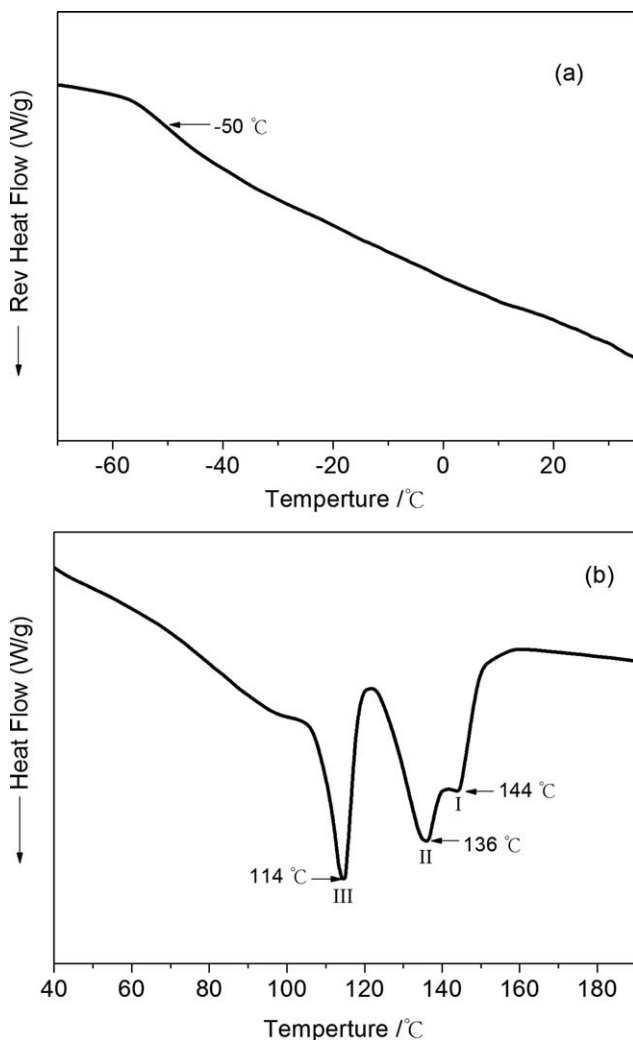 (a)
-50 ℃
Rev Heat Flow (W/g)
-60 -40 -20 0 20
Temperture /℃
(b)
Heat Flow (W/g)
I
144 ℃
II
136 ℃
114 ℃
III
40 60 80 100 120 140 160 180
Temperture /℃